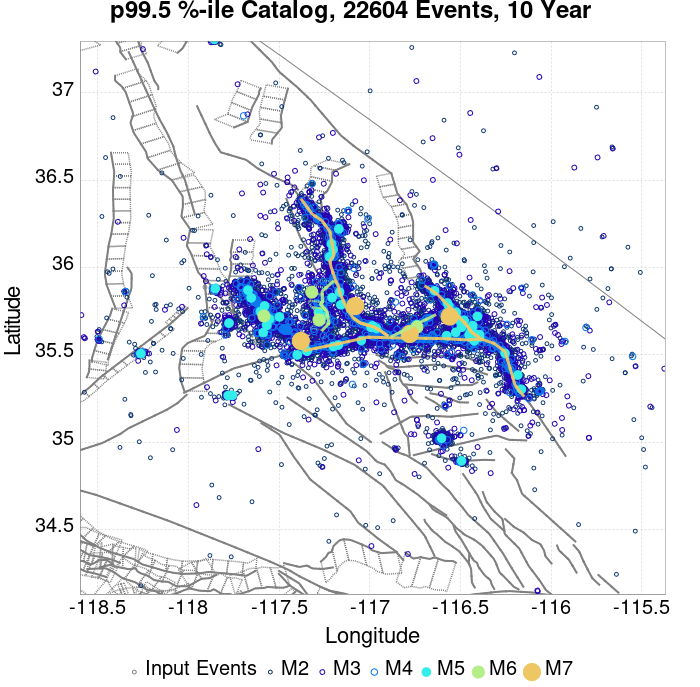 p99.5 %-ile Catalog, 22604 Events, 10 Year
37
36.5
36
35.5
35
34.5
Latitude
-118.5 -118 -117.5 -117 -116.5 -116 -115.5
Longitude
Input Events M2 M3 M4 M5 M6 M7